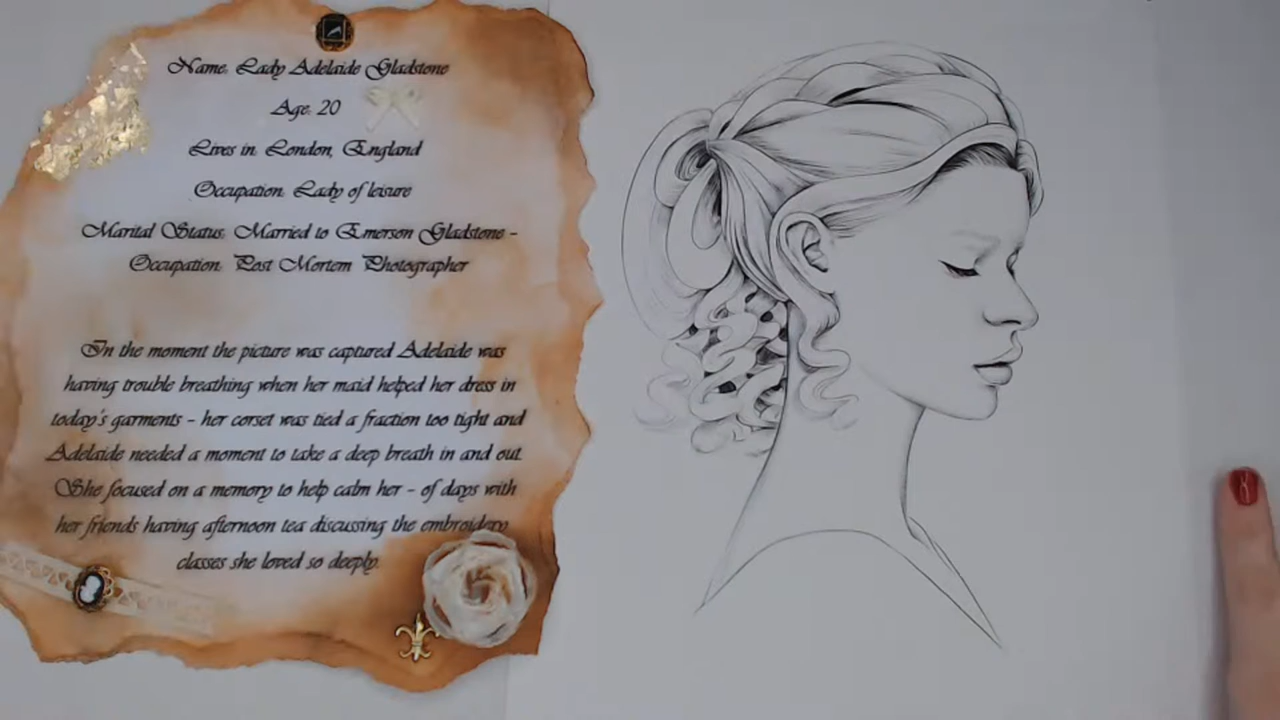 Name: Lady Adelaide Gladstone
Age: 20
Lives in: London, England
Occupation: Lady of leisure
Marital Status: Married to Emerson Gladstone -
Occupation: Post Mortem Photographer
In the moment the picture was captured Adelaide was
having trouble breathing when her maid helped her dress in
today's garments - her corset was tied a fraction too tight and
Adelaide needed a moment to take a deep breath in and out.
She focused on a memory to help calm her - of days with
her friends having afternoon tea discussing the embroidery
classes she loved so deeply.